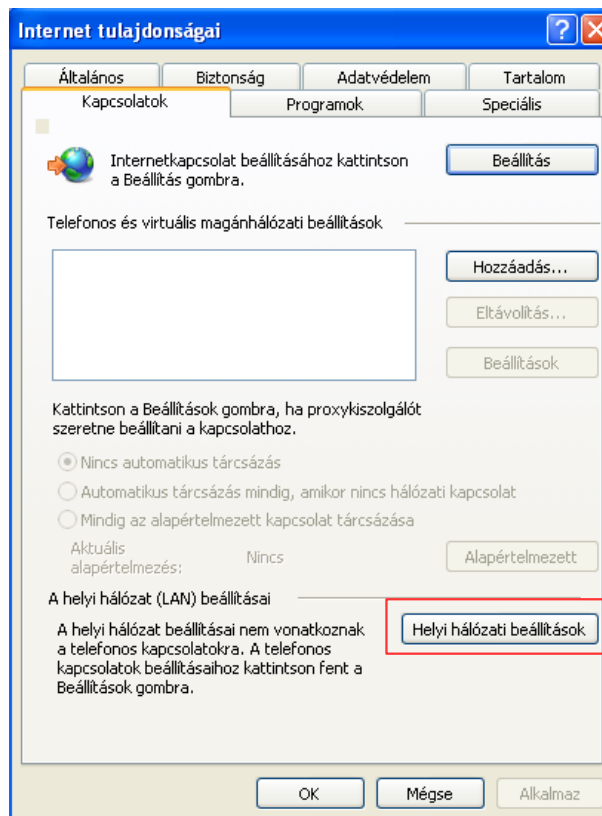 Internet tulajdonságai
Általános Biztonság Adatvédelem Tartalom
Kapcsolatok Programok Speciális
Internetkapcsolat beállításához kattintson
a Beállítás gombra.
Beállítás
Telefonos és virtuális magánhálózati beállítások
Hozzáadás...
Eltávolítás...
Beállítások
Kattintson a Beállítások gombra, ha proxykiszolgálót
szeretne beállítani a kapcsolathoz.
Nincs automatikus tárcsázás
Automatikus tárcsázás mindig, amikor nincs hálózati kapcsolat
Mindig az alapértelmezett kapcsolat tárcsázása
Aktuális
alapértelmezés:
Nincs
Alapértelmezett
A helyi hálózat (LAN) beállításai
A helyi hálózat beállításai nem vonatkoznak
a telefonos kapcsolatokra. A telefonos
kapcsolatok beállításaihoz kattintson fent a
Beállítások gombra.
Helyi hálózati beállítások
OK Mégse Alkalmaz